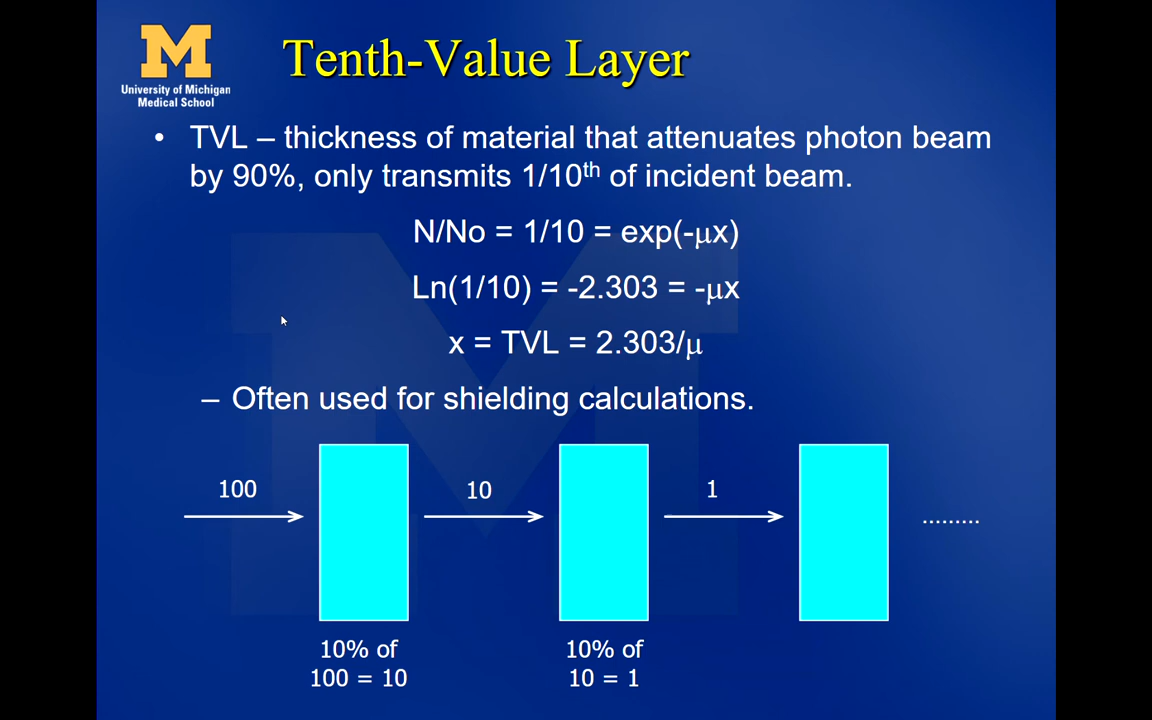 M
University of Michigan
Medical School
Tenth-Value Layer
• TVL – thickness of material that attenuates photon beam
by 90%, only transmits 1/10th of incident beam.
N/No = 1/10 = exp(-μx)
Ln(1/10) = -2.303 = -μx
x = TVL = 2.303/μ
– Often used for shielding calculations.
100
10
1
.........
10% of
100 = 10
10% of
10 = 1